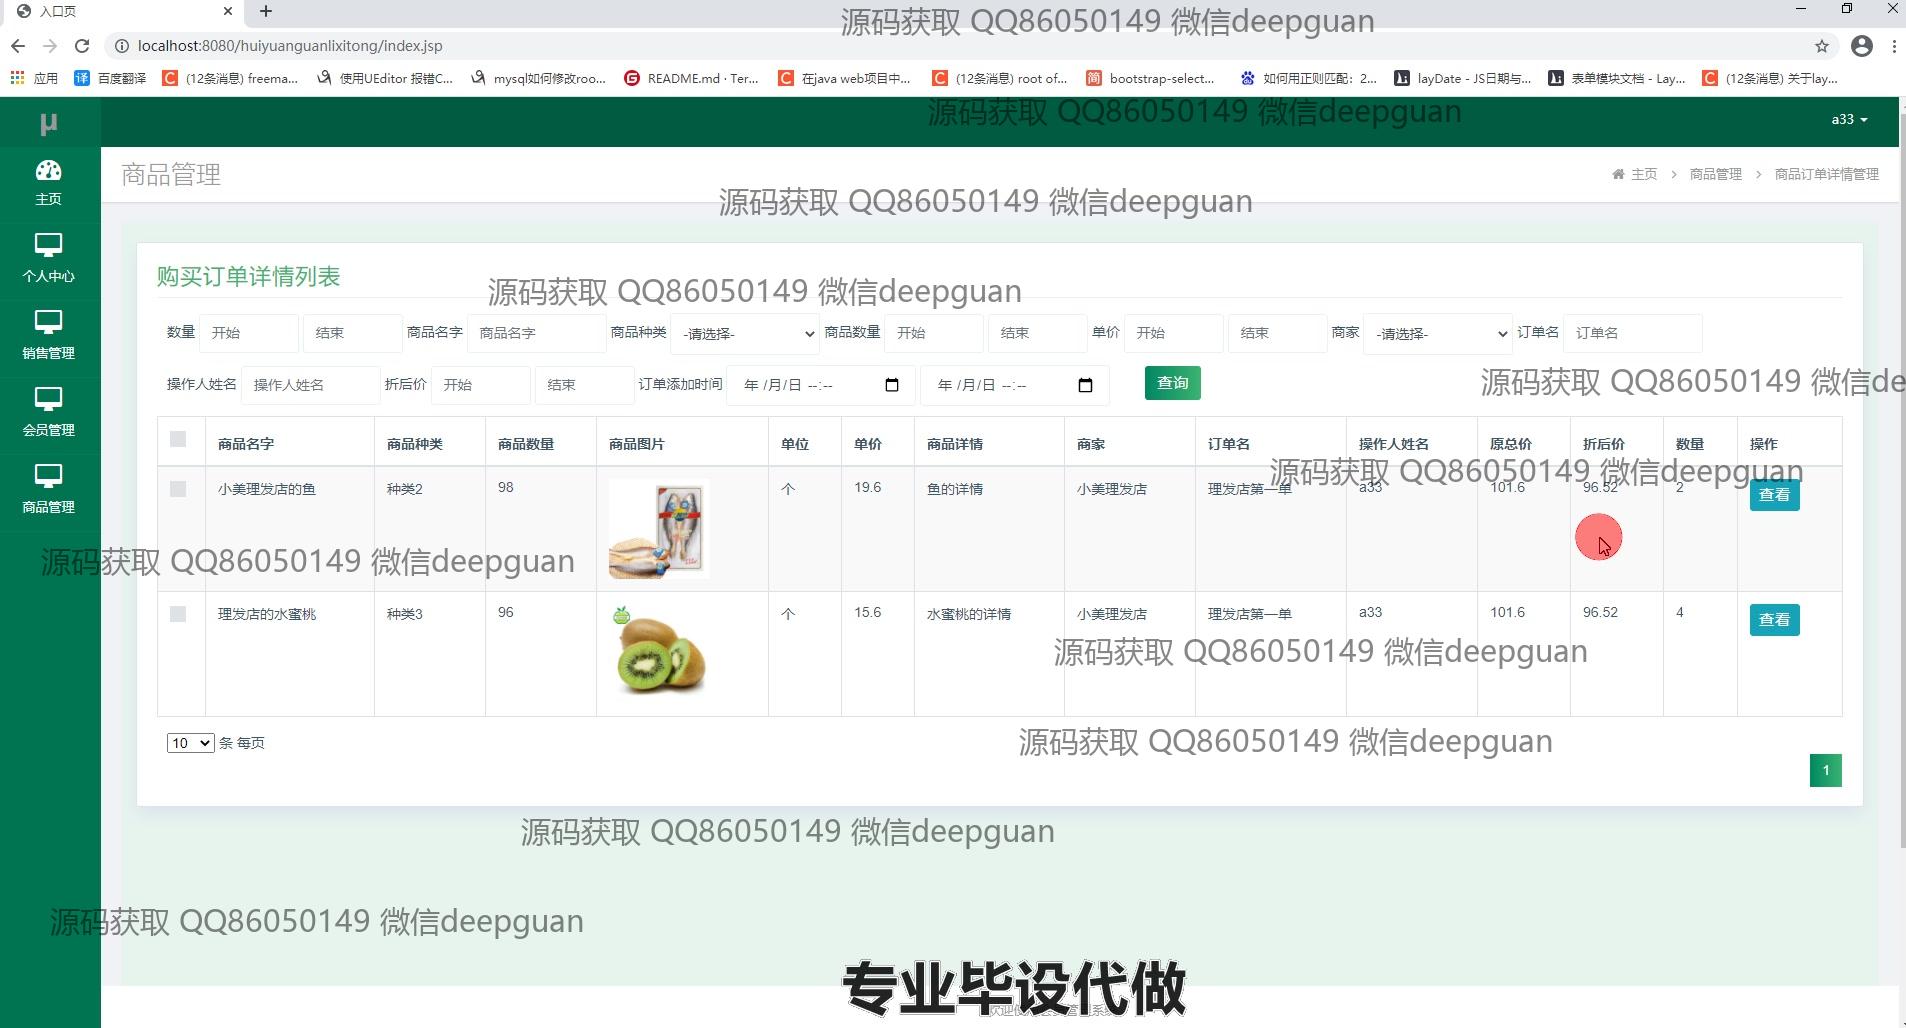 入口页
localhost:8080/huiyuanguanlixitong/index.jsp
源码获取 QQ86050149 微信deepguan
应用 百度翻译 (12条消息) freema... 使用UEditor 报错C... mysql如何修改roo... README.md · Ter... 在java web项目中... (12条消息) root of... bootstrap-select... 如何用正则匹配：2... layDate - JS日期与... 表单模块文档 - Lay... (12条消息) 关于lay...
源码获取 QQ86050149 微信deepguan
μ
a33
主页
商品管理
主页 > 商品管理 > 商品订单详情管理
源码获取 QQ86050149 微信deepguan
个人中心
购买订单详情列表
源码获取 QQ86050149 微信deepguan
数量 开始 结束 商品名字 商品名字 商品种类 -请选择- 商品数量 开始 结束 单价 开始 结束 商家 -请选择- 订单名 订单名
销售管理
操作人姓名 操作人姓名 折后价 开始 结束 订单添加时间 年 /月/日 --:-- 年 /月/日 --:-- 查询
源码获取 QQ86050149 微信de
会员管理
商品名字 商品种类 商品数量 商品图片 单位 单价 商品详情 商家 订单名 操作人姓名 原总价 折后价 数量 操作
源码获取 QQ86050149 微信deepguan
小美理发店的鱼 种类2 98 个 19.6 鱼的详情 小美理发店 理发店第一单 a33 101.6 96.52 2 查看
商品管理
源码获取 QQ86050149 微信deepguan
理发店的水蜜桃 种类3 96 个 15.6 水蜜桃的详情 小美理发店 理发店第一单 a33 101.6 96.52 4 查看
源码获取 QQ86050149 微信deepguan
10 条 每页
源码获取 QQ86050149 微信deepguan
1
源码获取 QQ86050149 微信deepguan
源码获取 QQ86050149 微信deepguan
专业毕设代做